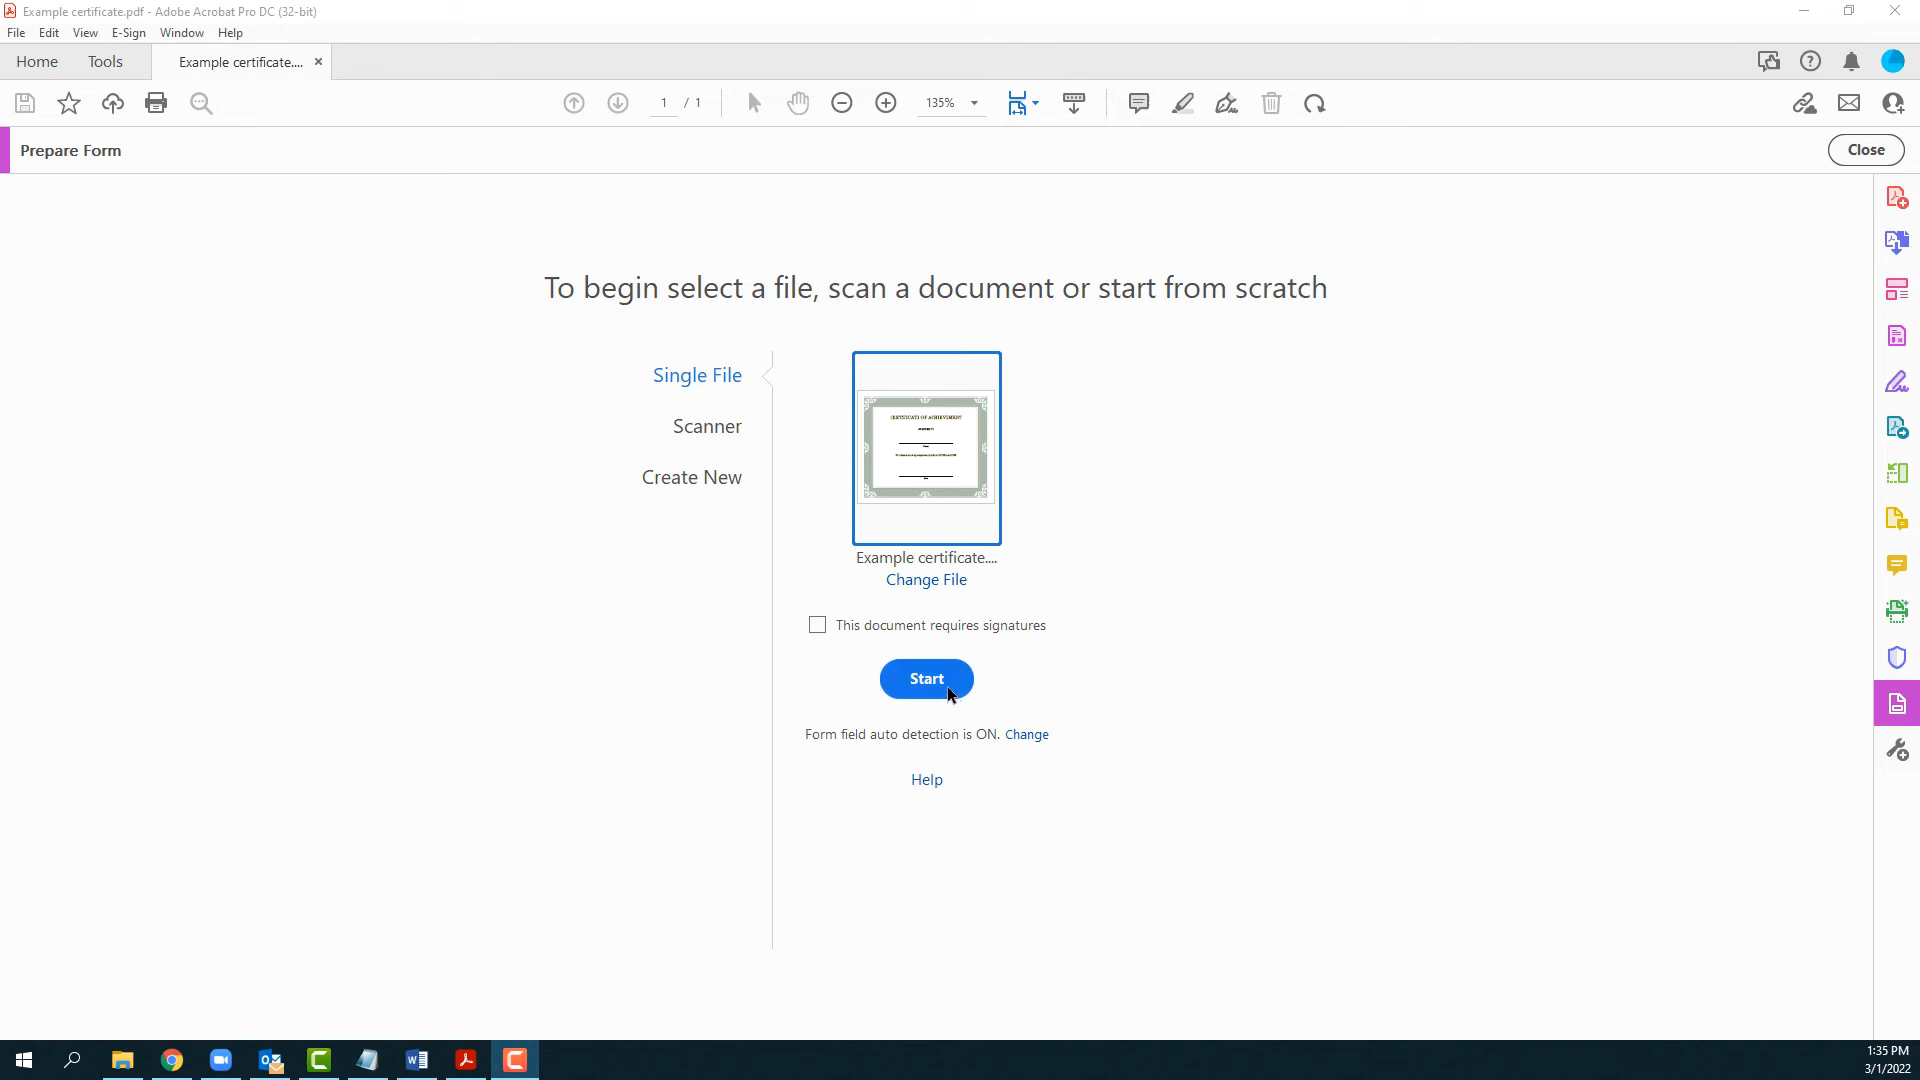 Example certificate.pdf - Adobe Acrobat Pro DC (32-bit)
File Edit View E-Sign Window Help
Home Tools Example certificate....
1 / 1 135%
Prepare Form Close
To begin select a file, scan a document or start from scratch
Single File
Scanner
Create New
CERTIFICATE OF ACHIEVEMENT
Example certificate....
Change File
This document requires signatures
Start
Form field auto detection is ON. Change
Help
1:35 PM
3/1/2022